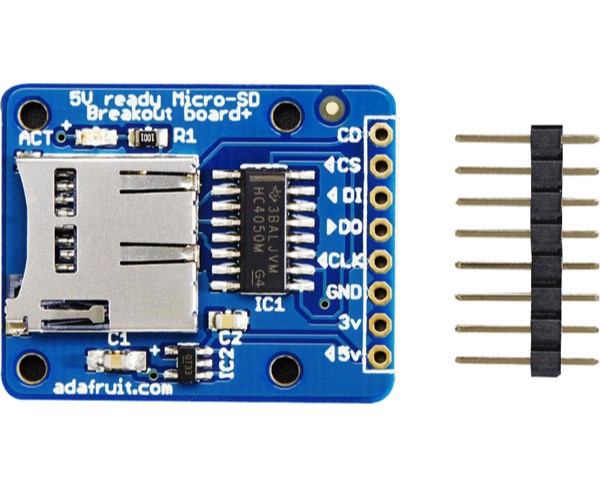 5V ready Micro-SD
Breakout board+
ACT
+
R1
1001
CD
CS
DI
DO
CLK
GND
3v
5v
3BALJVM
HC4050M
G4
IC1
C1
+
C2
IC2
adafruit.com